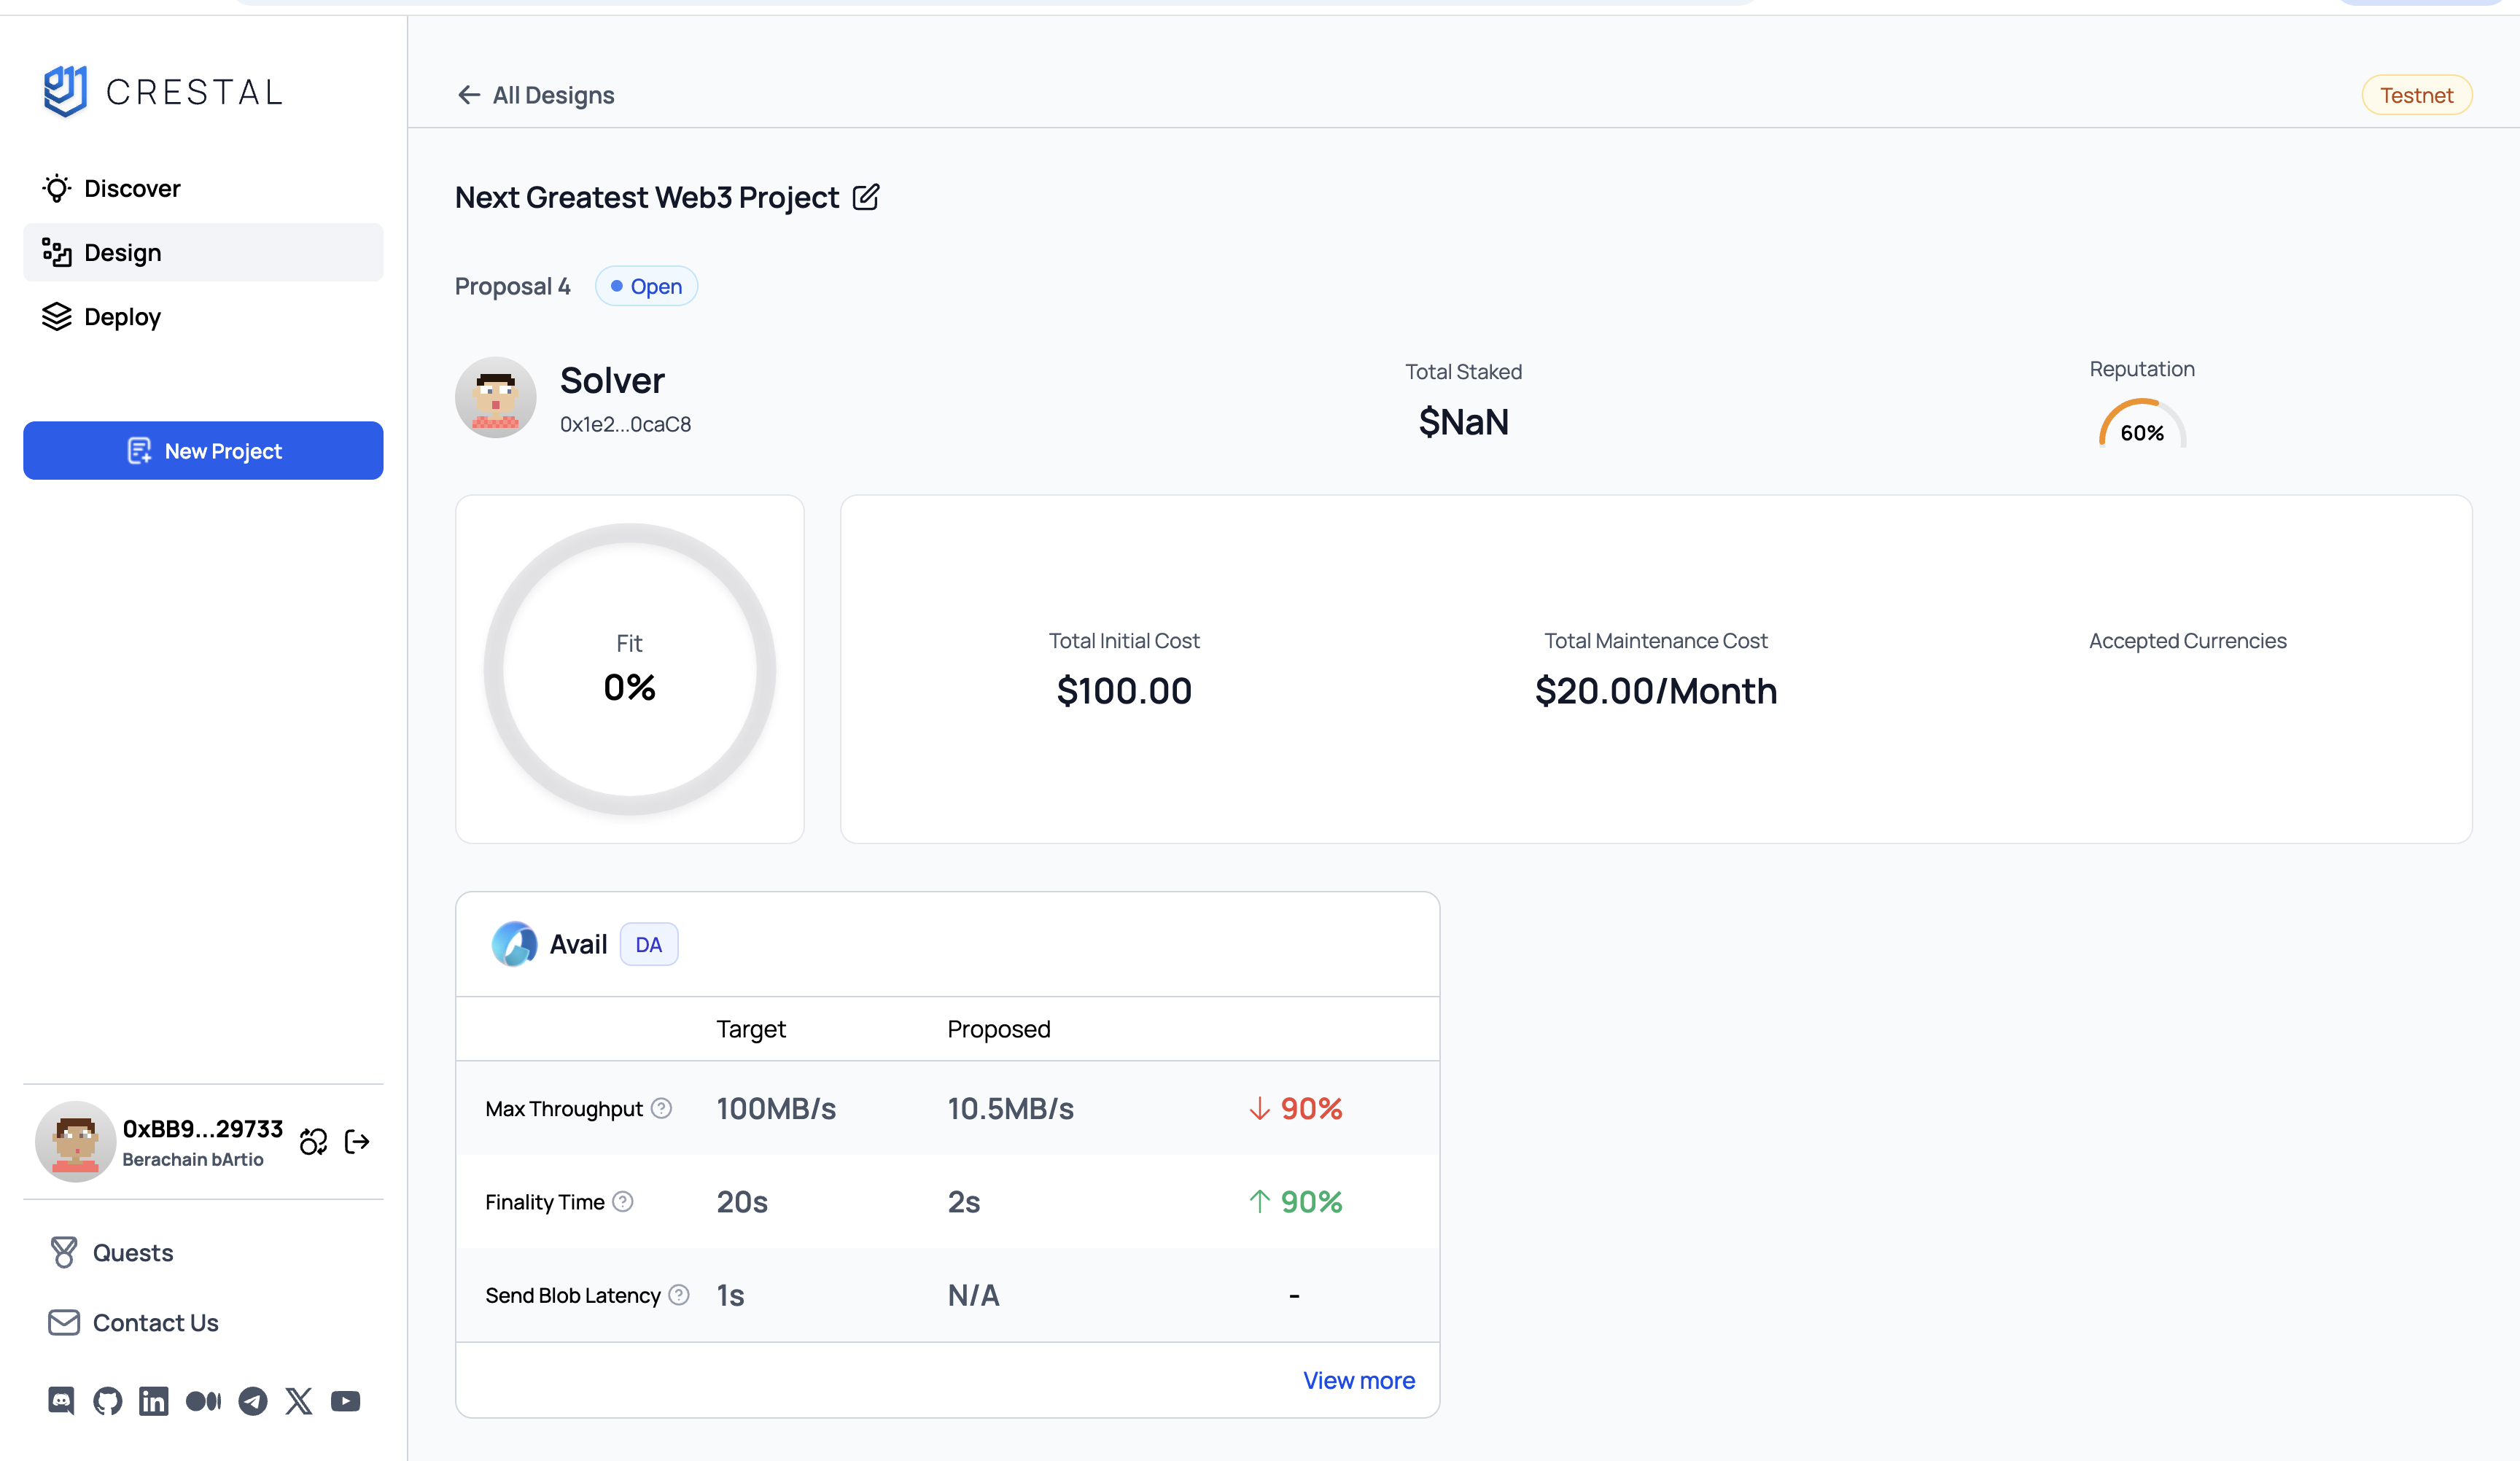 CRESTAL
Discover
Design
Deploy
New Project
0xBB9...29733
Berachain bArtio
Quests
Contact Us
All Designs
Testnet
Next Greatest Web3 Project
Proposal 4
Open
Solver
0x1e2...0caC8
Total Staked
$NaN
Reputation
60%
Fit
0%
Total Initial Cost
$100.00
Total Maintenance Cost
$20.00/Month
Accepted Currencies
Avail DA
Target Proposed
Max Throughput ? 100MB/s 10.5MB/s ↓ 90%
Finality Time ? 20s 2s ↑ 90%
Send Blob Latency ? 1s N/A -
View more